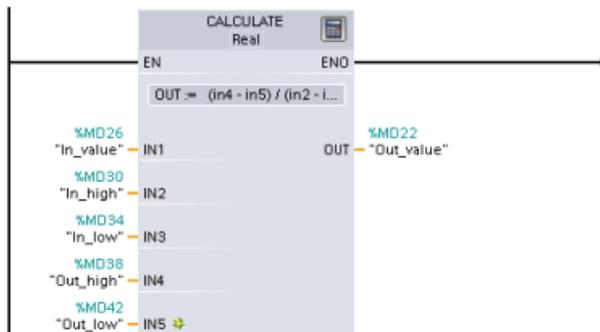 CALCULATE
Real
EN ENO
OUT := (in4 - in5) / (in2 - i...
%MD26
"In_value" IN1
%MD22
OUT "Out_value"
%MD30
"In_high" IN2
%MD34
"In_low" IN3
%MD38
"Out_high" IN4
%MD42
"Out_low" IN5